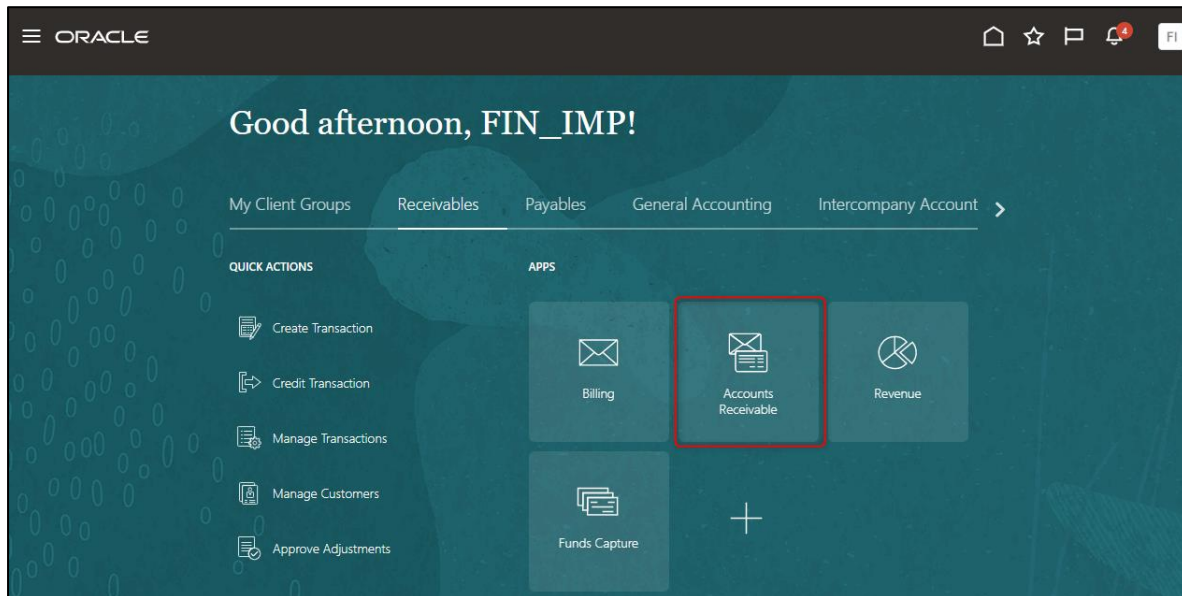 ORACLE
4
FI
Good afternoon, FIN_IMP!
My Client Groups
Receivables
Payables
General Accounting
Intercompany Account
QUICK ACTIONS
Create Transaction
Credit Transaction
Manage Transactions
Manage Customers
Approve Adjustments
APPS
Billing
Accounts
Receivable
Revenue
Funds Capture